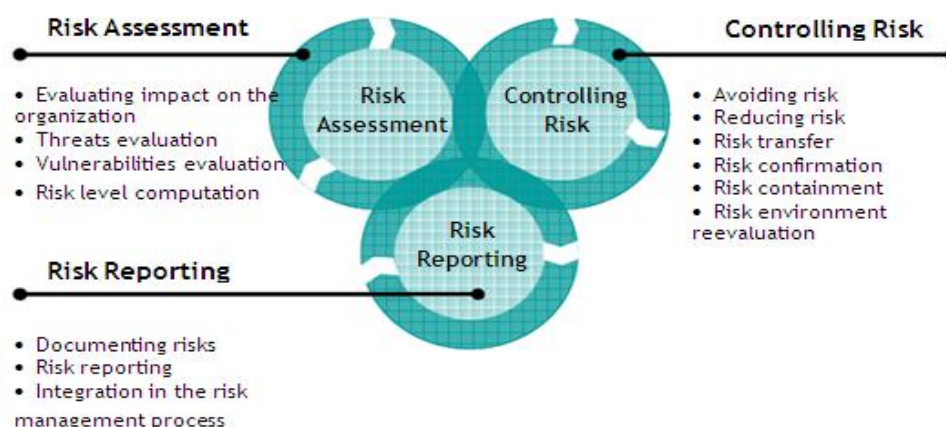 Risk Assessment
• Evaluating impact on the
organization
• Threats evaluation
• Vulnerabilities evaluation
• Risk level computation
Risk
Assessment
Controlling
Risk
Controlling Risk
• Avoiding risk
• Reducing risk
• Risk transfer
• Risk confirmation
• Risk containment
• Risk environment
reevaluation
Risk
Reporting
Risk Reporting
• Documenting risks
• Risk reporting
• Integration in the risk
management process